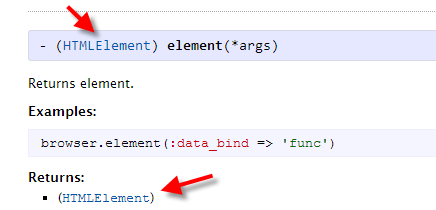 - (HTMLElement) element(*args)
Returns element.
Examples:
browser.element(:data_bind => 'func')
Returns:
▪ (HTMLElement)